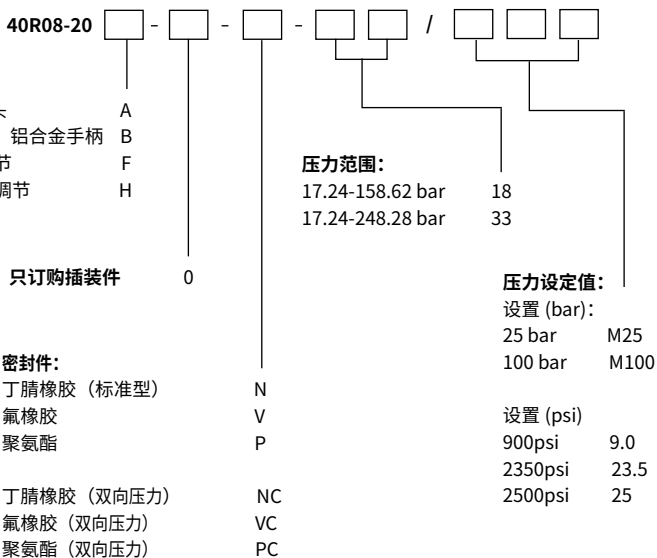 40R08-20 - - - /
A
铝合金手柄 B
节 F
调节 H
压力范围：
17.24-158.62 bar 18
17.24-248.28 bar 33
只订购插装件 0
压力设定值：
设置 (bar)：
25 bar M25
100 bar M100
密封件：
丁腈橡胶（标准型） N
氟橡胶 V
聚氨酯 P
设置 (psi)
900psi 9.0
2350psi 23.5
2500psi 25
丁腈橡胶（双向压力） NC
氟橡胶（双向压力） VC
聚氨酯（双向压力） PC